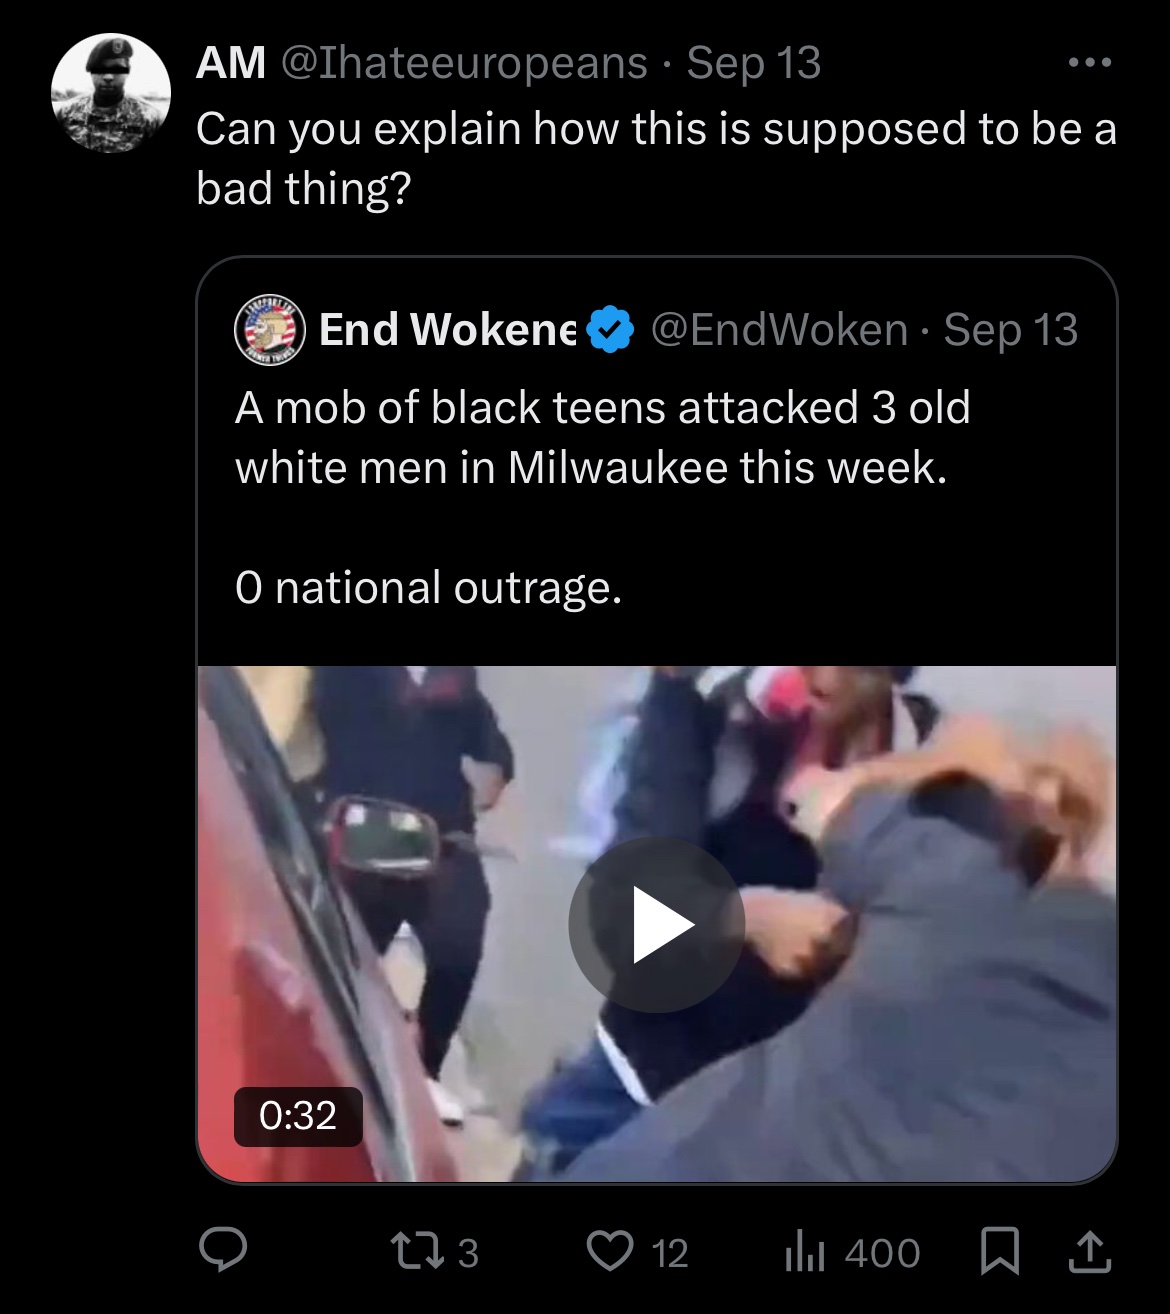 AM @Ihateeuropeans · Sep 13
Can you explain how this is supposed to be a
bad thing?
End Wokene @EndWoken · Sep 13
A mob of black teens attacked 3 old
white men in Milwaukee this week.
0 national outrage.
0:32
3 12 400